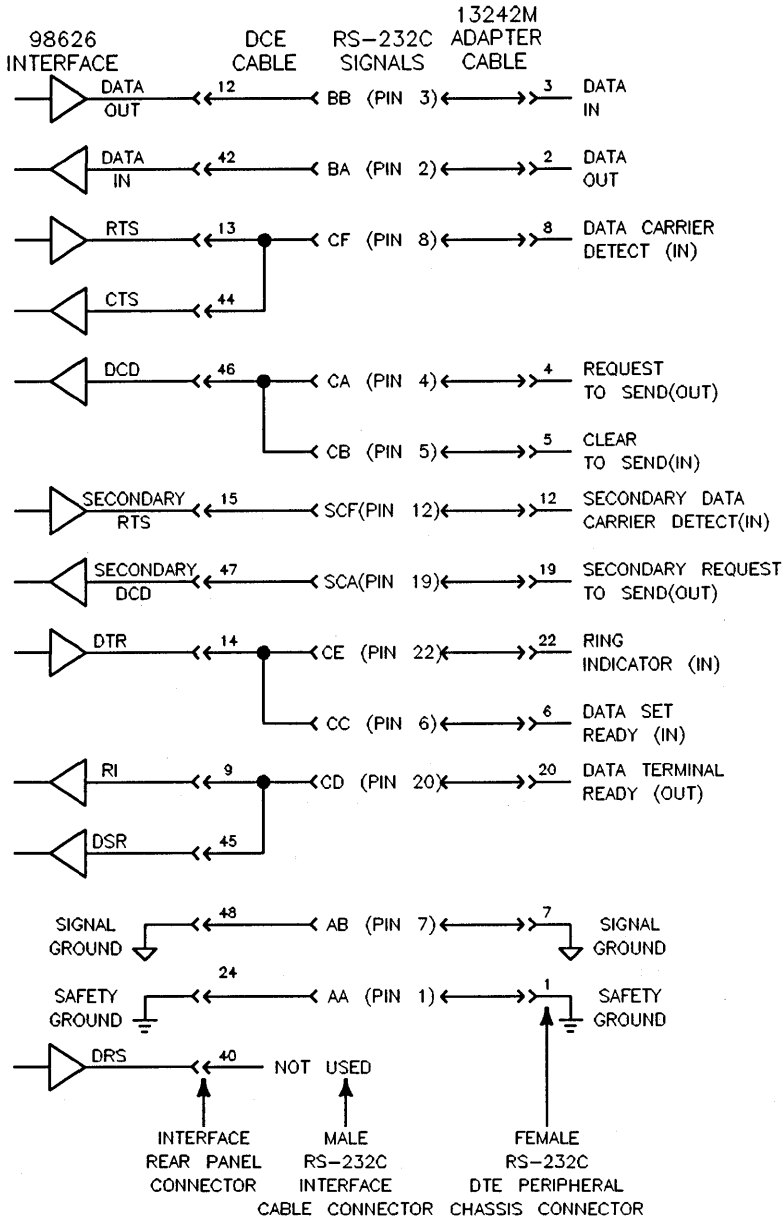 13242M
98626 DCE RS-232C ADAPTER
INTERFACE CABLE SIGNALS CABLE
DATA OUT 12 BB (PIN 3) 3 DATA IN
DATA IN 42 BA (PIN 2) 2 DATA OUT
RTS 13 CF (PIN 8) 8 DATA CARRIER DETECT (IN)
CTS 44
DCD 46 CA (PIN 4) 4 REQUEST TO SEND(OUT)
CB (PIN 5) 5 CLEAR TO SEND(IN)
SECONDARY RTS 15 SCF(PIN 12) 12 SECONDARY DATA CARRIER DETECT(IN)
SECONDARY DCD 47 SCA(PIN 19) 19 SECONDARY REQUEST TO SEND(OUT)
DTR 14 CE (PIN 22) 22 RING INDICATOR (IN)
CC (PIN 6) 6 DATA SET READY (IN)
RI 9 CD (PIN 20) 20 DATA TERMINAL READY (OUT)
DSR 45
SIGNAL GROUND 48 AB (PIN 7) 7 SIGNAL GROUND
SAFETY GROUND 24 AA (PIN 1) 1 SAFETY GROUND
DRS 40 NOT USED
INTERFACE MALE FEMALE
REAR PANEL RS-232C RS-232C
CONNECTOR INTERFACE DTE PERIPHERAL
CABLE CONNECTOR CHASSIS CONNECTOR